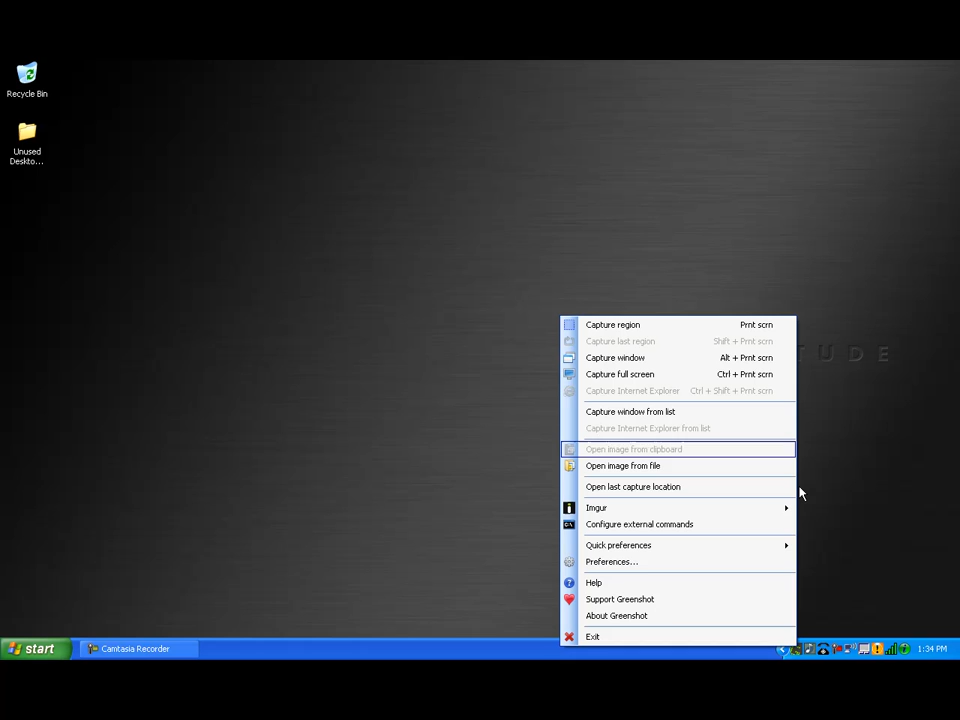 Recycle Bin
Unused
Deskto...
Capture region Prnt scrn
Capture last region Shift + Prnt scrn
Capture window Alt + Prnt scrn
Capture full screen Ctrl + Prnt scrn
Capture Internet Explorer Ctrl + Shift + Prnt scrn
Capture window from list
Capture Internet Explorer from list
Open image from clipboard
Open image from file
Open last capture location
Imgur
Configure external commands
Quick preferences
Preferences...
Help
Support Greenshot
About Greenshot
Exit
TUDE
start
Camtasia Recorder
1:34 PM